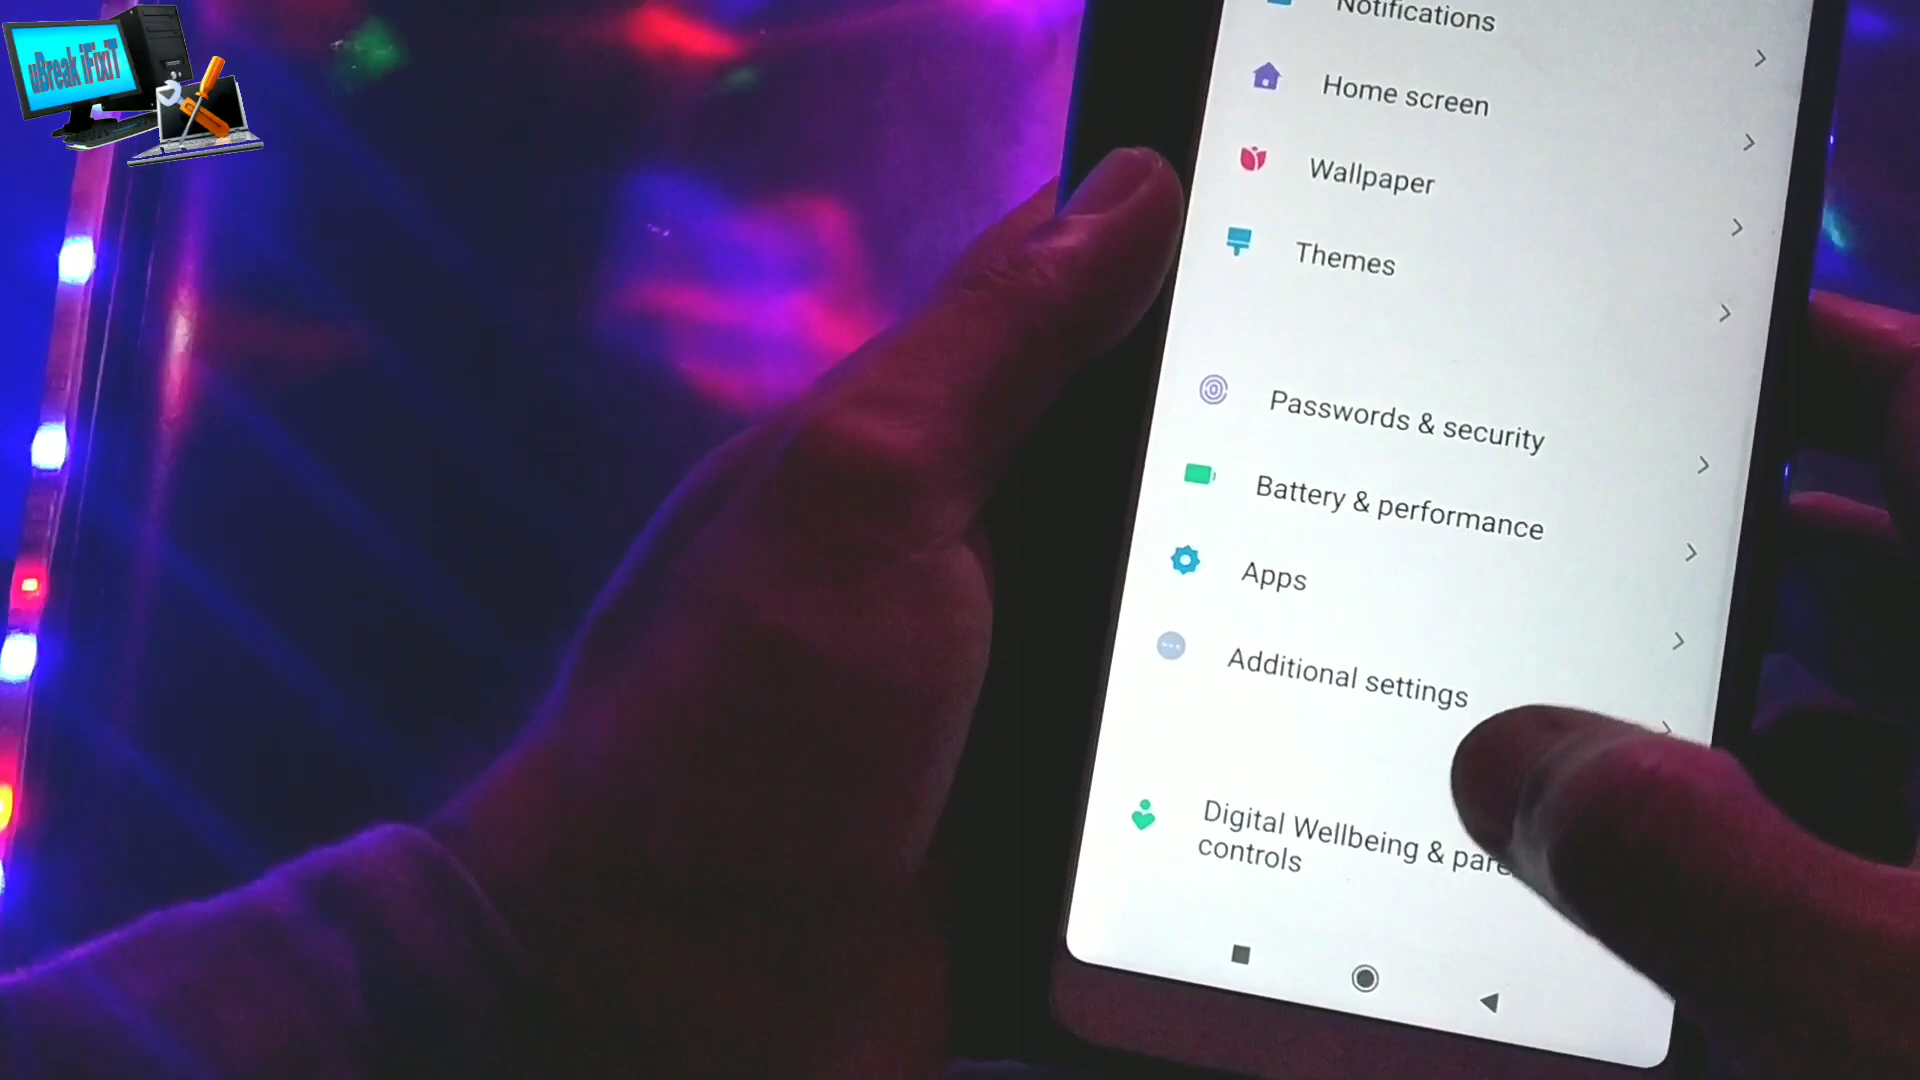 uBreak iFixiT
Notifications
Home screen
Wallpaper
Themes
Passwords & security
Battery & performance
Apps
Additional settings
Digital Wellbeing &
controls